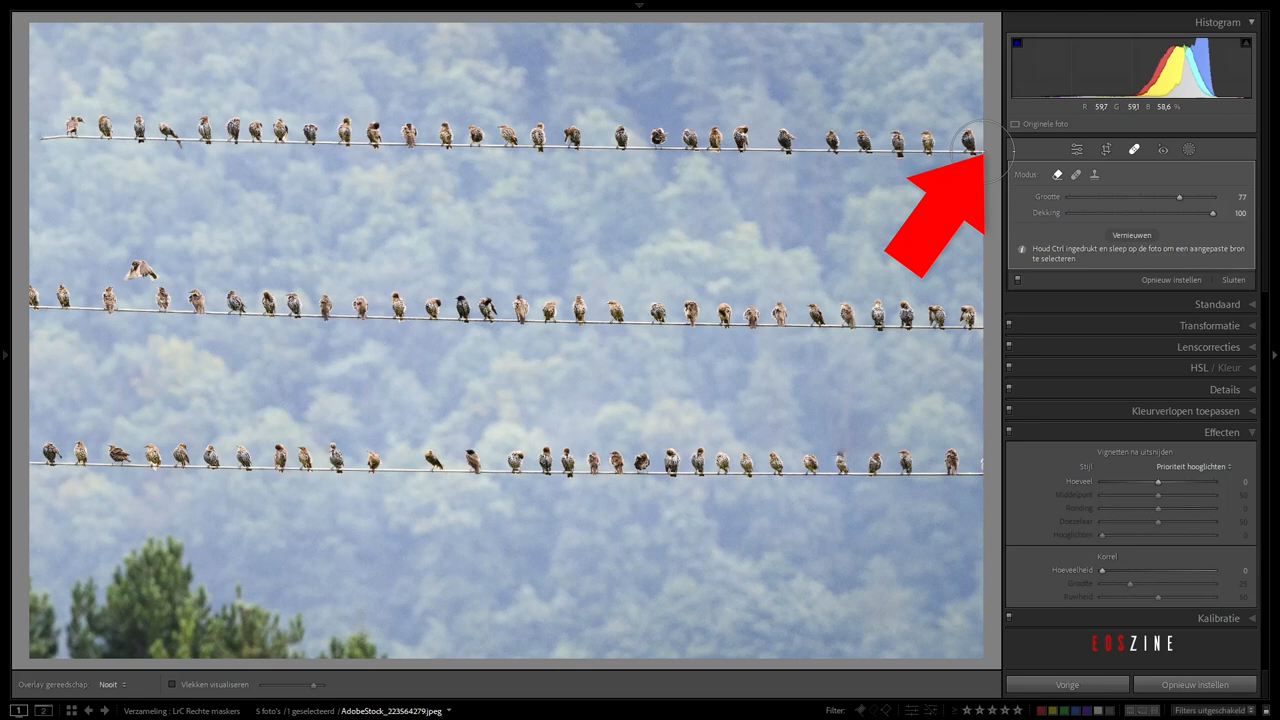 Histogram
R 59,7 G 59,1 B 58,6 %
Originele foto
Modus
Grootte 77
Dekking 100
Vernieuwen
Houd Ctrl ingedrukt en sleep op de foto om een aangepaste bron
te selecteren
Opnieuw instellen Sluiten
Standaard
Transformatie
Lenscorrecties
HSL / Kleur
Details
Kleurverlopen toepassen
Effecten
Vignetten na uitsnijden
Stijl Prioriteit hooglichten
Hoeveel 0
Middelpunt 50
Ronding 0
Doezelaar 50
Hooglichten 0
Korrel
Hoeveelheid 0
Grootte 25
Ruwheid 50
Kalibratie
EOSZINE
Overlay gereedschap: Nooit Vlekken visualiseren
Vorige Opnieuw instellen
1 2 Verzameling : LrC Rechte maskers 5 foto's /1 geselecteerd /AdobeStock_223564279.jpeg Filter: Filters uitgeschakeld